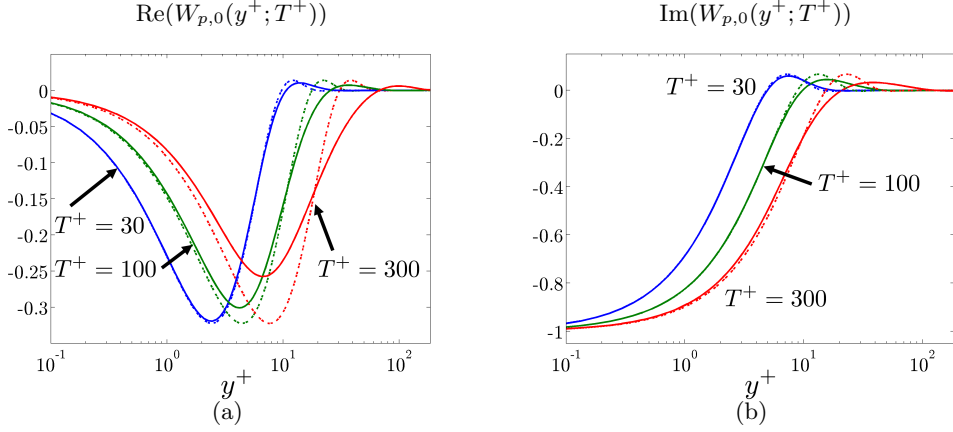 Re(W_{p,0}(y^+; T^+))
0
-0.05
-0.1
-0.15
-0.2
-0.25
-0.3
T^+ = 30
T^+ = 100
T^+ = 300
10^{-1} 10^0 10^1 10^2
y^+
(a)
Im(W_{p,0}(y^+; T^+))
0
-0.2
-0.4
-0.6
-0.8
-1
T^+ = 30
T^+ = 100
T^+ = 300
10^{-1} 10^0 10^1 10^2
y^+
(b)